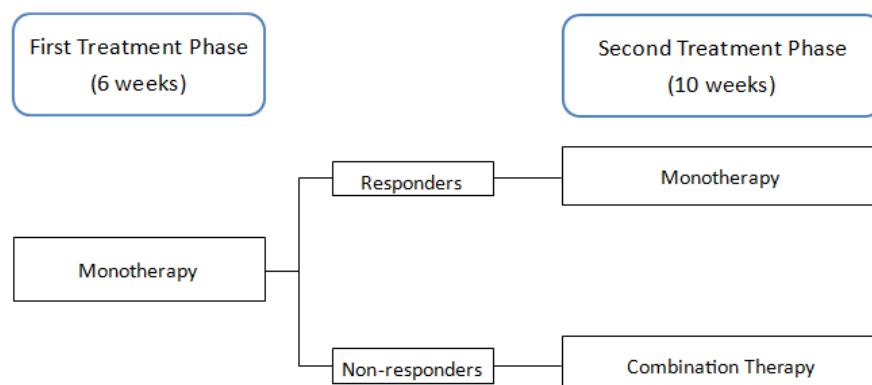 First Treatment Phase
(6 weeks)
Second Treatment Phase
(10 weeks)
Responders
Monotherapy
Monotherapy
Non-responders
Combination Therapy